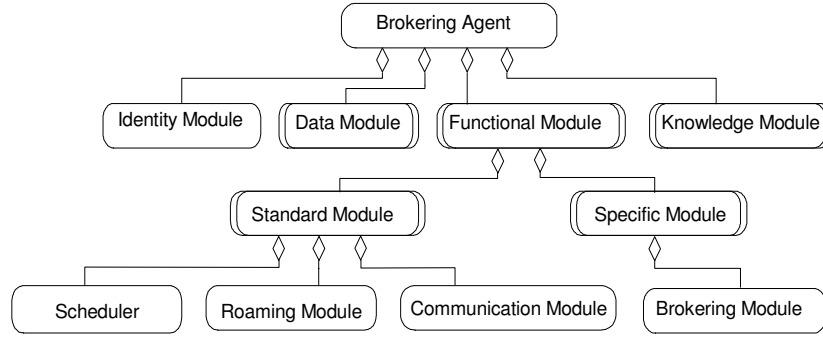 Brokering Agent
Identity Module
Data Module
Functional Module
Knowledge Module
Standard Module
Specific Module
Scheduler
Roaming Module
Communication Module
Brokering Module